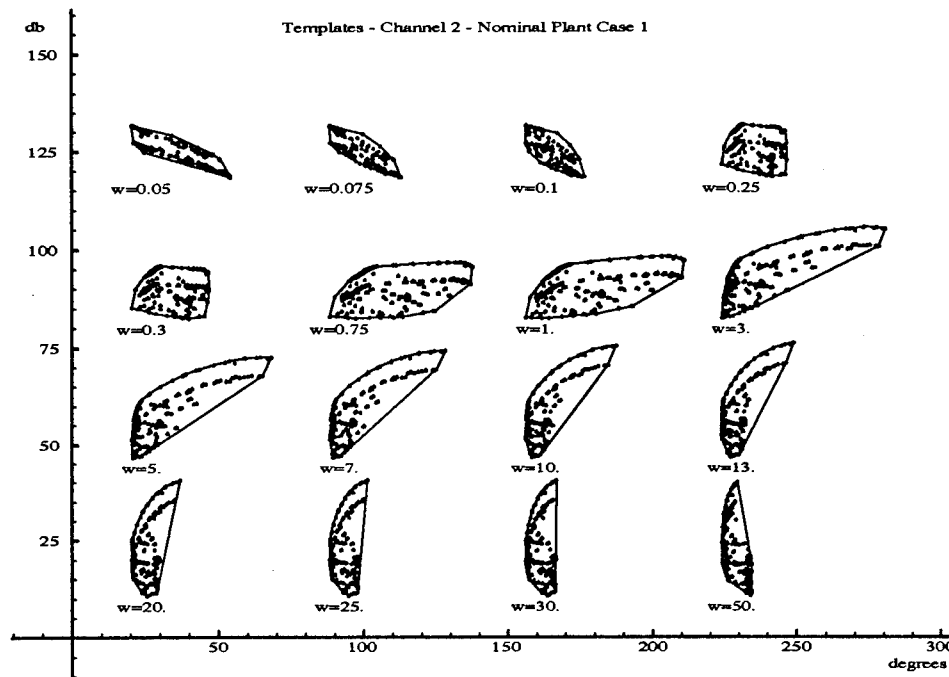 db
Templates - Channel 2 - Nominal Plant Case 1
150
125
w=0.05 w=0.075 w=0.1 w=0.25
100
w=0.3 w=0.75 w=1. w=3.
75
50
w=5. w=7. w=10. w=13.
25
w=20. w=25. w=30. w=50.
50 100 150 200 250 300
degrees